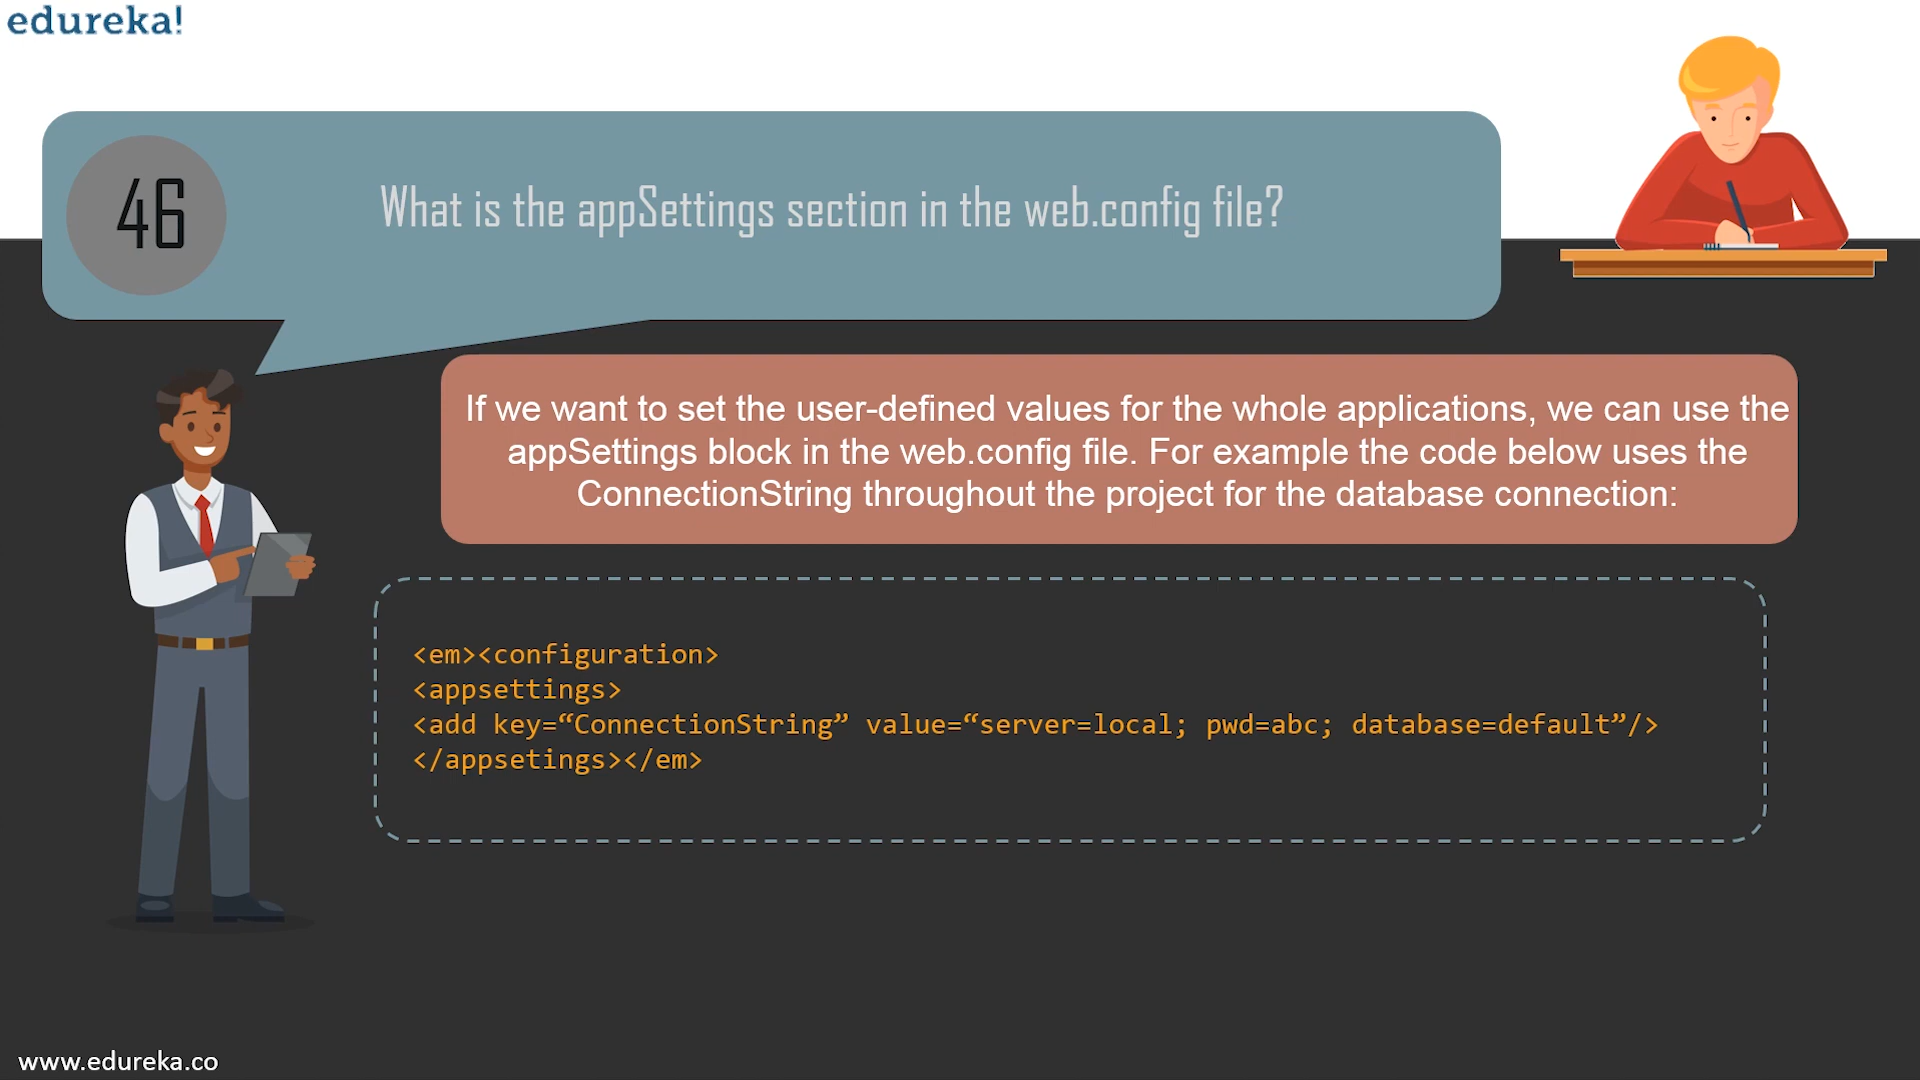 edureka!
46
What is the appSettings section in the web.config file?
If we want to set the user-defined values for the whole applications, we can use the
appSettings block in the web.config file. For example the code below uses the
ConnectionString throughout the project for the database connection:
<em><configuration>
<appsettings>
<add key=“ConnectionString” value=“server=local; pwd=abc; database=default”/>
</appsetings></em>
www.edureka.co